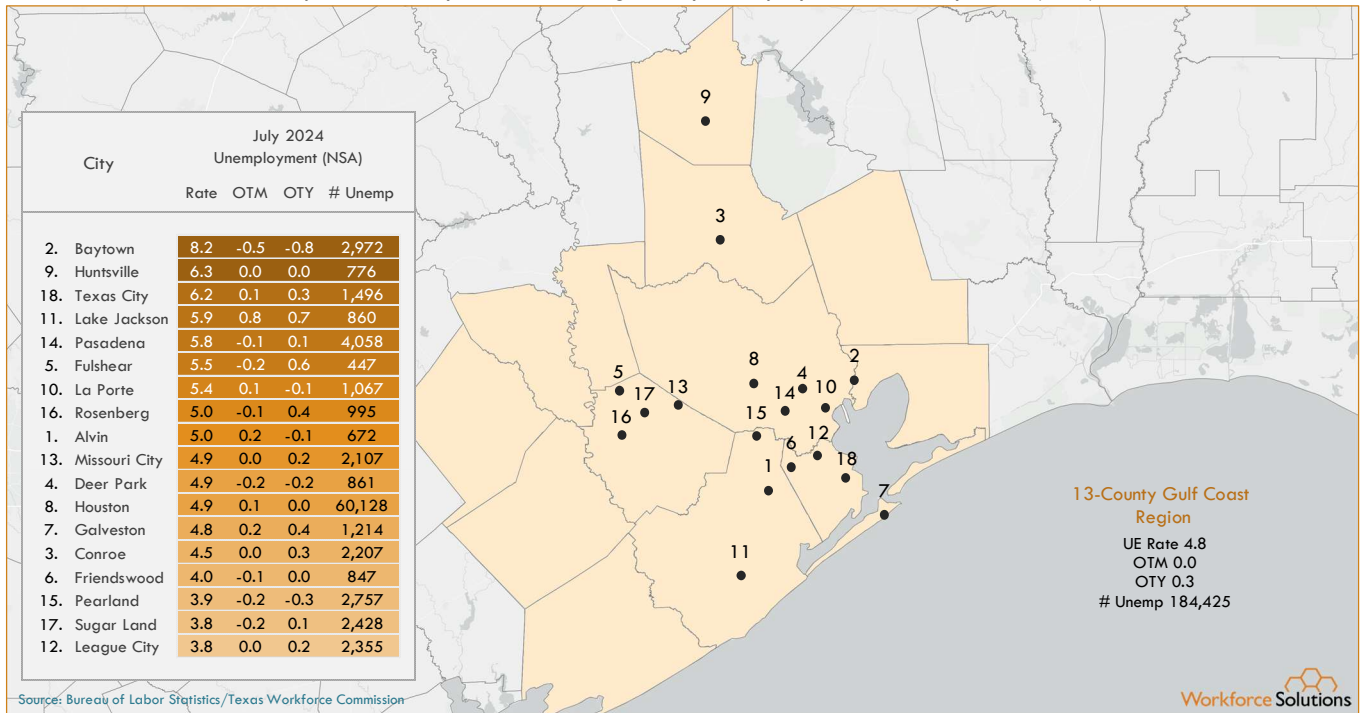 City
July 2024
Unemployment (NSA)
Rate OTM OTY # Unemp
2. Baytown 8.2 -0.5 -0.8 2,972
9. Huntsville 6.3 0.0 0.0 776
18. Texas City 6.2 0.1 0.3 1,496
11. Lake Jackson 5.9 0.8 0.7 860
14. Pasadena 5.8 -0.1 0.1 4,058
5. Fulshear 5.5 -0.2 0.6 447
10. La Porte 5.4 0.1 -0.1 1,067
16. Rosenberg 5.0 -0.1 0.4 995
1. Alvin 5.0 0.2 -0.1 672
13. Missouri City 4.9 0.0 0.2 2,107
4. Deer Park 4.9 -0.2 -0.2 861
8. Houston 4.9 0.1 0.0 60,128
7. Galveston 4.8 0.2 0.4 1,214
3. Conroe 4.5 0.0 0.3 2,207
6. Friendswood 4.0 -0.1 0.0 847
15. Pearland 3.9 -0.2 -0.3 2,757
17. Sugar Land 3.8 -0.2 0.1 2,428
12. League City 3.8 0.0 0.2 2,355
Source: Bureau of Labor Statistics/Texas Workforce Commission
9
3
8
2
5
4
17
13
14
10
16
15
12
6
18
1
7
11
13-County Gulf Coast
Region
UE Rate 4.8
OTM 0.0
OTY 0.3
# Unemp 184,425
Workforce Solutions